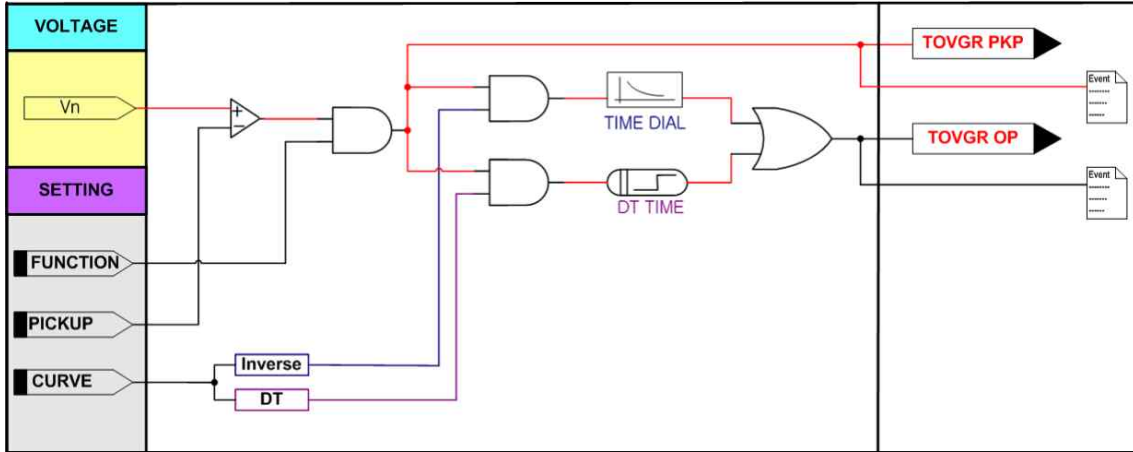 VOLTAGE
TOVGR PKP
Vn
+
−
Event
TIME DIAL
TOVGR OP
Event
SETTING
DT TIME
FUNCTION
PICKUP
Inverse
CURVE
DT